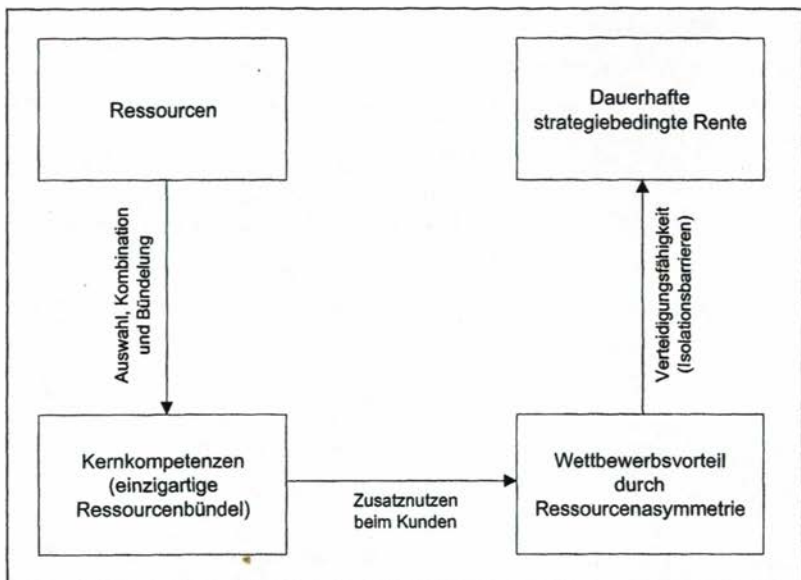 Ressourcen
Auswahl, Kombination
und Bündelung
Kernkompetenzen
(einzigartige
Ressourcenbündel)
Zusatznutzen
beim Kunden
Wettbewerbsvorteil
durch
Ressourcenasymmetrie
Verteidigungsfähigkeit
(Isolationsbarrieren)
Dauerhafte
strategiebedingte Rente